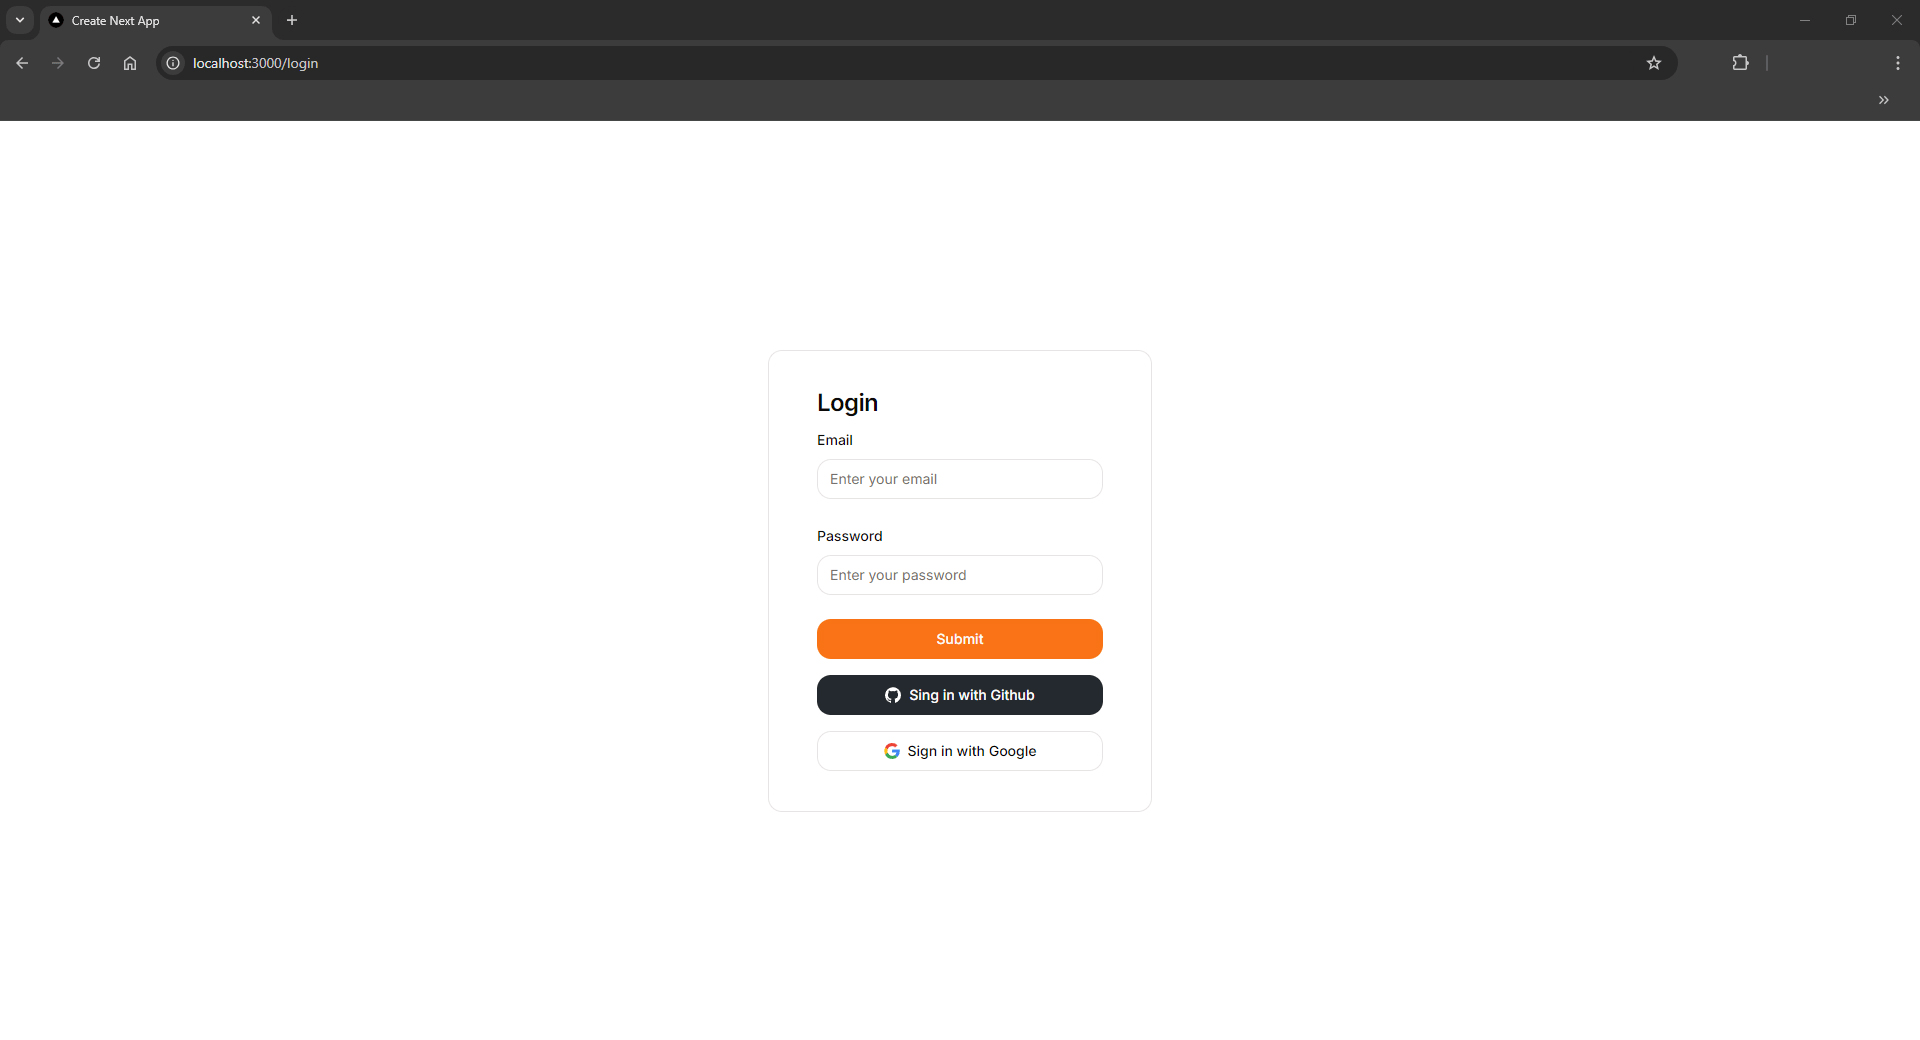 Create Next App
localhost:3000/login
Login
Email
Enter your email
Password
Enter your password
Submit
Sing in with Github
Sign in with Google